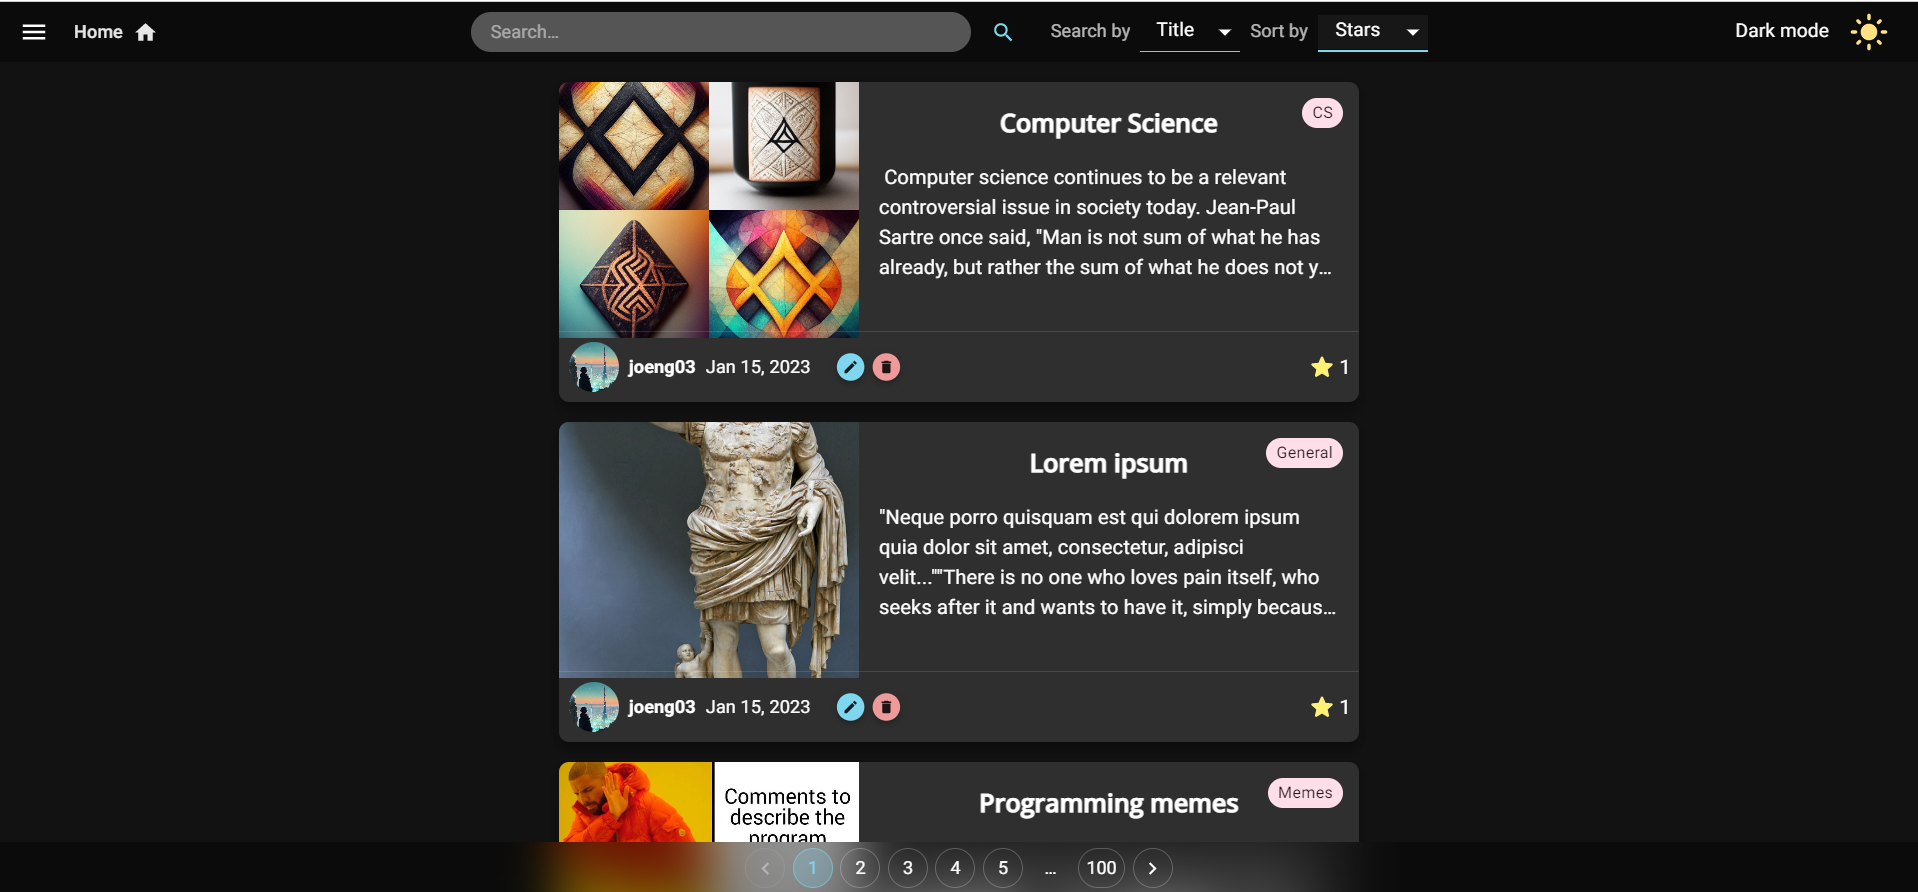 Home
Search...
Search by
Title
Sort by
Stars
Dark mode
Computer Science
CS
Computer science continues to be a relevant
controversial issue in society today. Jean-Paul
Sartre once said, "Man is not sum of what he has
already, but rather the sum of what he does not y...
joeng03 Jan 15, 2023
1
Lorem ipsum
General
"Neque porro quisquam est qui dolorem ipsum
quia dolor sit amet, consectetur, adipisci
velit...""There is no one who loves pain itself, who
seeks after it and wants to have it, simply becaus...
joeng03 Jan 15, 2023
1
Comments to
describe the
program
Programming memes
Memes
1 2 3 4 5 ... 100